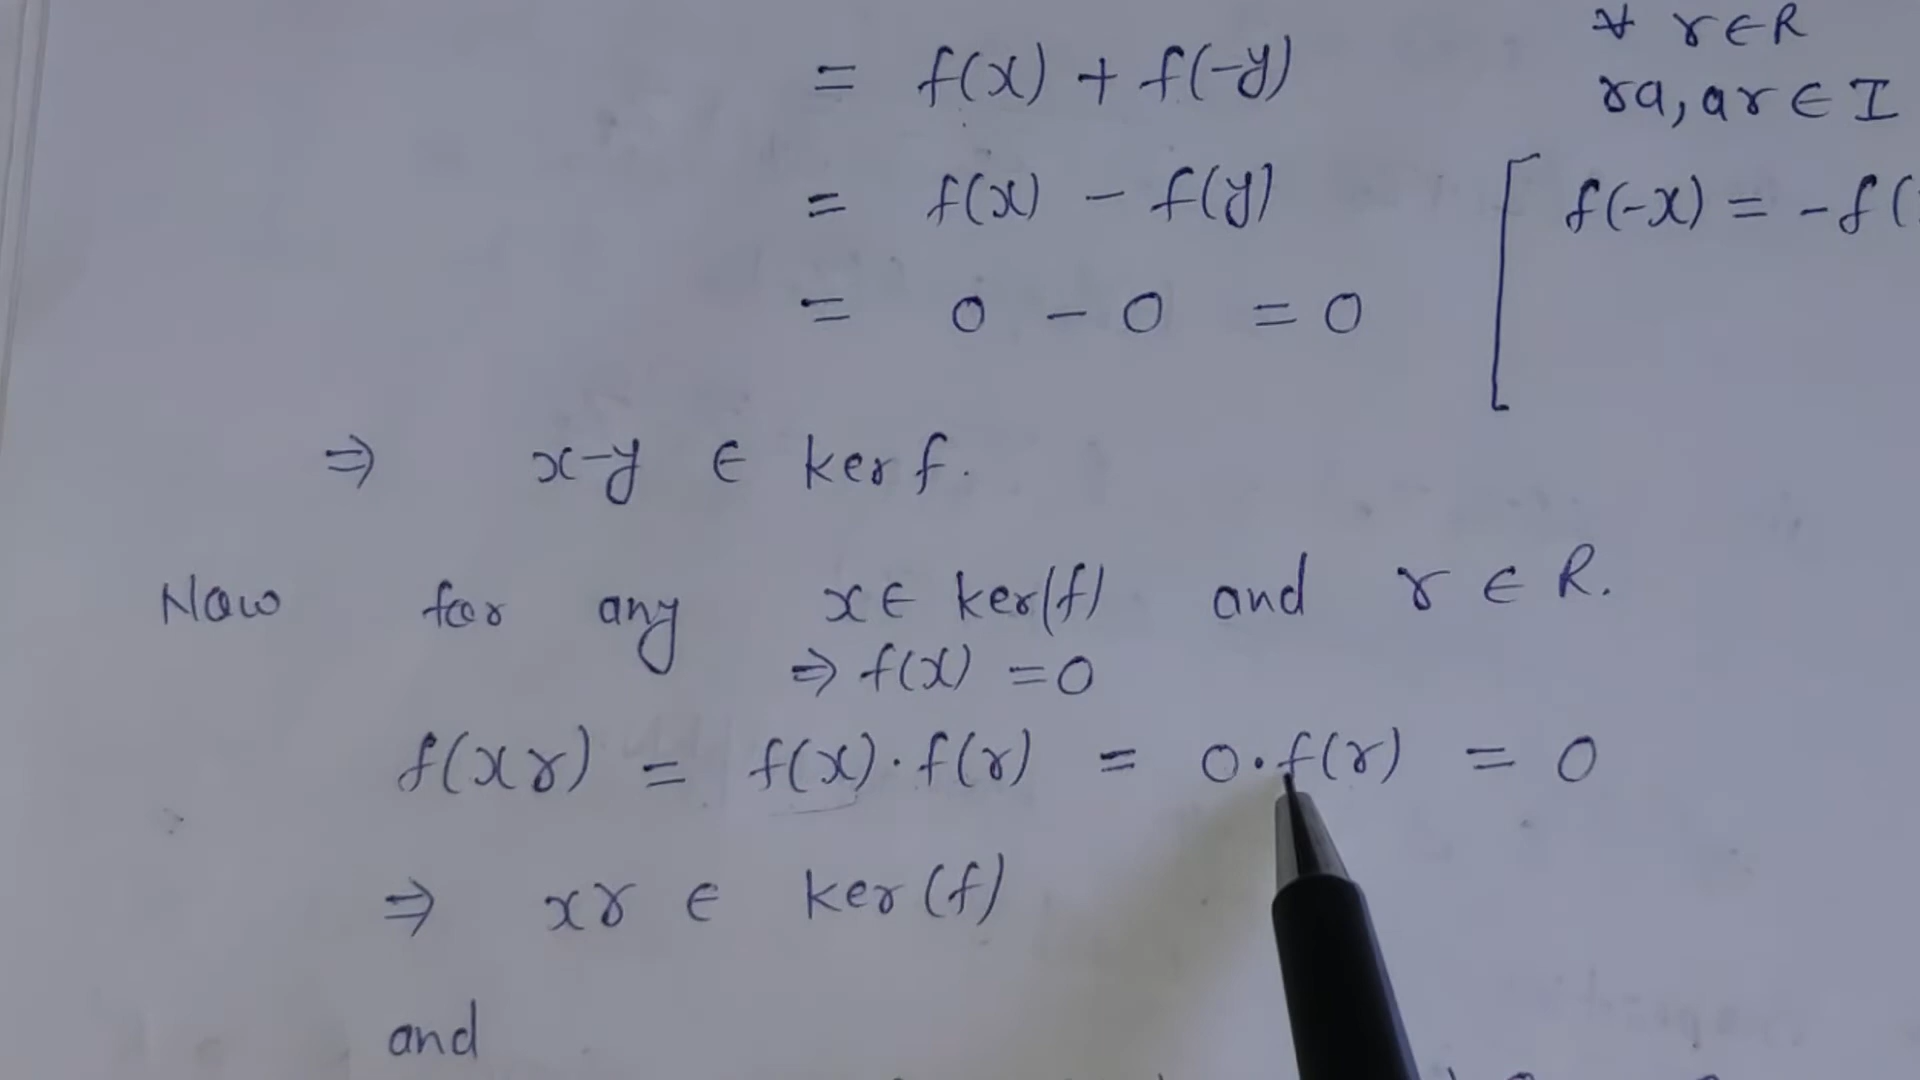 = f(x) + f(-y)
∀ r∈R
ra, ar ∈ I
= f(x) - f(y)
[ f(-x) = -f(
= 0 - 0 = 0
⇒ x-y ∈ ker f.
Now for any x∈ ker(f) and r ∈ R.
⇒ f(x) = 0
f(xr) = f(x)·f(r) = 0·f(r) = 0
⇒ xr ∈ ker(f)
and